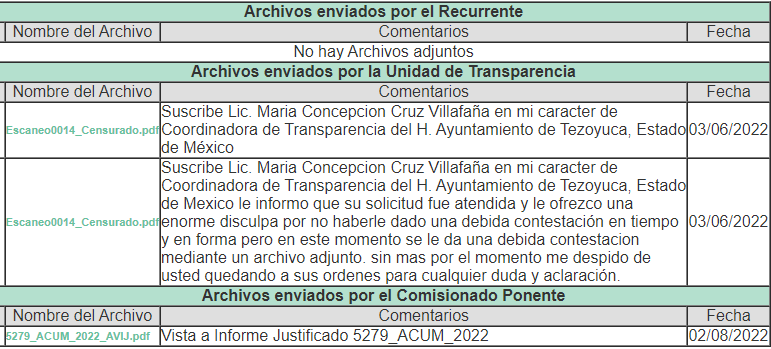 Archivos enviados por el Recurrente
Nombre del Archivo Comentarios Fecha
No hay Archivos adjuntos
Archivos enviados por la Unidad de Transparencia
Nombre del Archivo Comentarios Fecha
Suscribe Lic. Maria Concepcion Cruz Villafaña en mi caracter de
Escaneo0014_Censurado.pdf Coordinadora de Transparencia del H. Ayuntamiento de Tezoyuca, Estado 03/06/2022
de México
Suscribe Lic. Maria Concepcion Cruz Villafaña en mi caracter de
Coordinadora de Transparencia del H. Ayuntamiento de Tezoyuca, Estado
de Mexico le informo que su solicitud fue atendida y le ofrezco una
Escaneo0014_Censurado.pdf enorme disculpa por no haberle dado una debida contestación en tiempo 03/06/2022
y en forma pero en este momento se le da una debida contestacion
mediante un archivo adjunto. sin mas por el momento me despido de
usted quedando a sus ordenes para cualquier duda y aclaración.
Archivos enviados por el Comisionado Ponente
Nombre del Archivo Comentarios Fecha
5279_ACUM_2022_AVIJ.pdf Vista a Informe Justificado 5279_ACUM_2022 02/08/2022